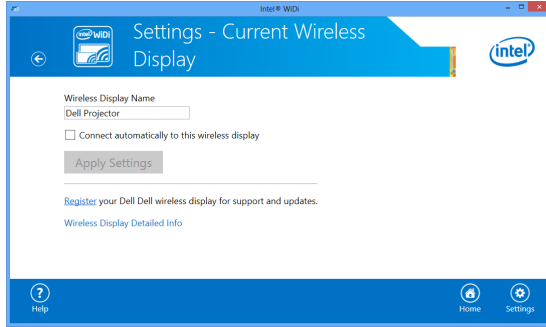 Intel® WiDi
intel WiDi
Settings - Current Wireless
Display
intel
Wireless Display Name
Dell Projector
Connect automatically to this wireless display
Apply Settings
Register your Dell Dell wireless display for support and updates.
Wireless Display Detailed Info
?
Help
Home
Settings